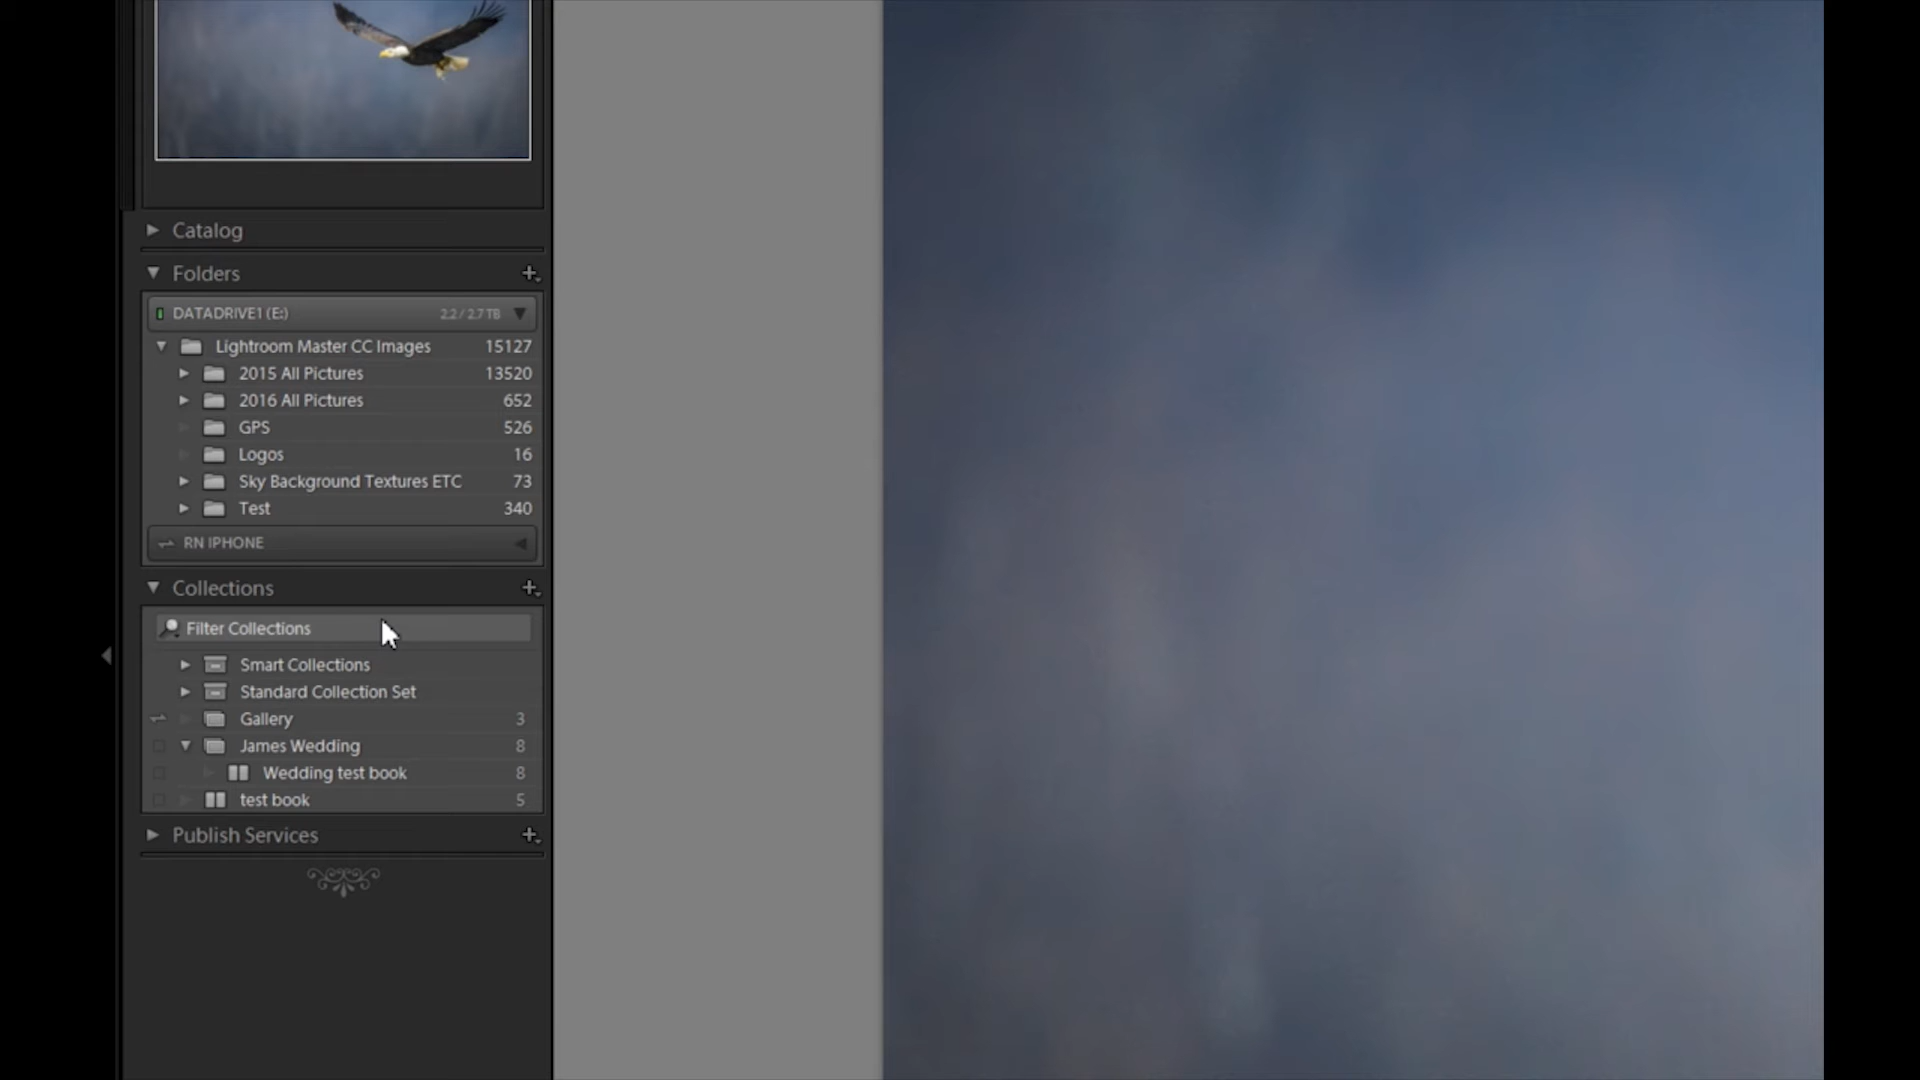 Catalog
Folders
DATADRIVE1 (E:) 2.2 / 2.7 TB
Lightroom Master CC Images 15127
2015 All Pictures 13520
2016 All Pictures 652
GPS 526
Logos 16
Sky Background Textures ETC 73
Test 340
RN IPHONE
Collections
Filter Collections
Smart Collections
Standard Collection Set
Gallery 3
James Wedding 8
Wedding test book 8
test book 5
Publish Services